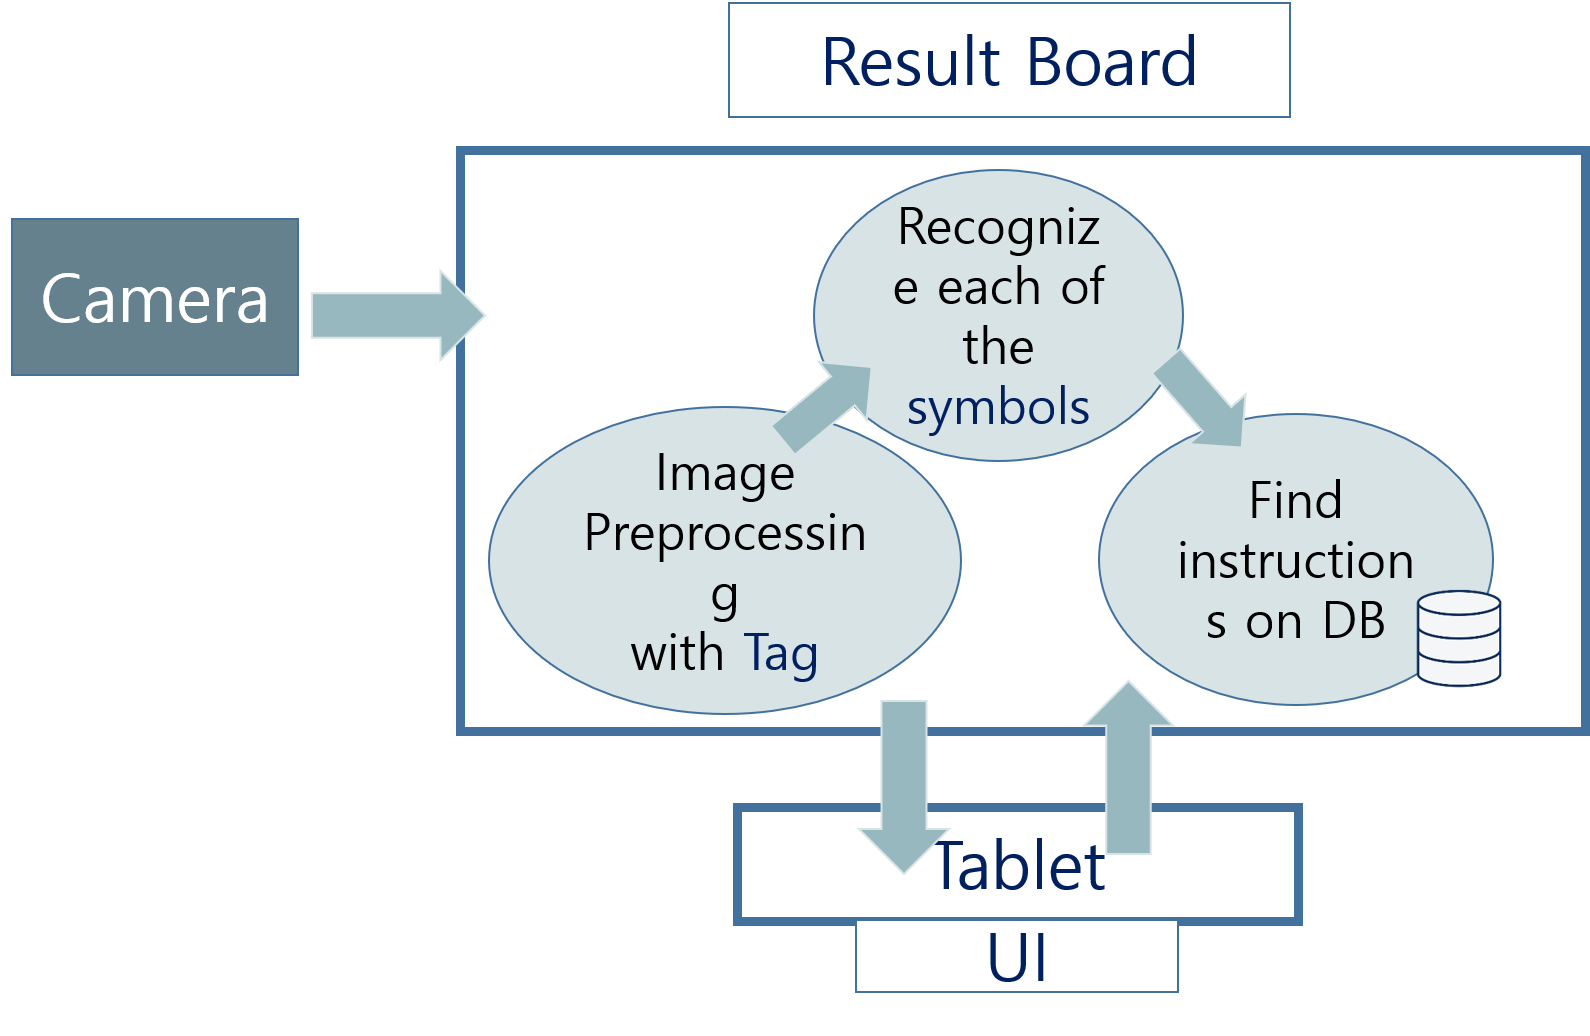 Result Board
Camera
Recogniz
e each of
the
symbols
Image
Preprocessin
g
with Tag
Find
instruction
s on DB
Tablet
UI